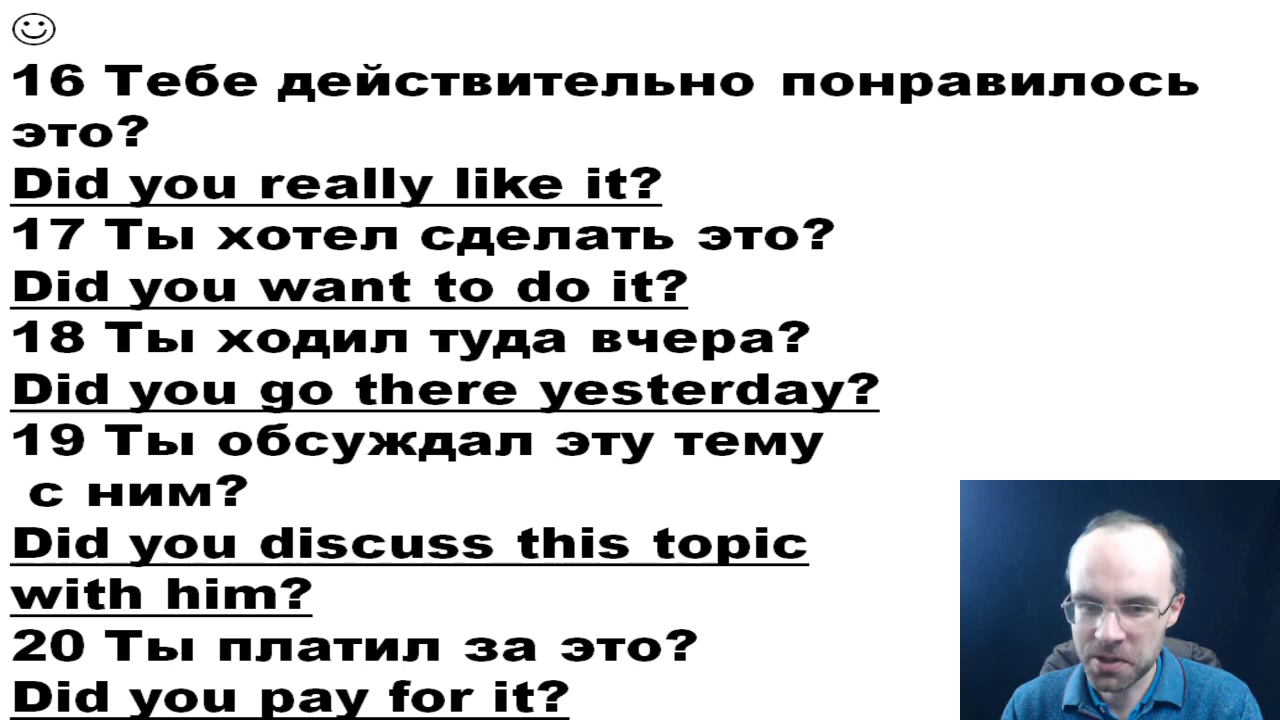 16 Тебе действительно понравилось
это?
Did you really like it?
17 Ты хотел сделать это?
Did you want to do it?
18 Ты ходил туда вчера?
Did you go there yesterday?
19 Ты обсуждал эту тему
с ним?
Did you discuss this topic
with him?
20 Ты платил за это?
Did you pay for it?